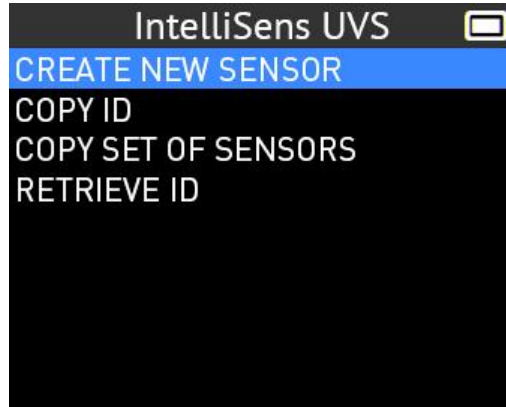 IntelliSens UVS
CREATE NEW SENSOR
COPY ID
COPY SET OF SENSORS
RETRIEVE ID